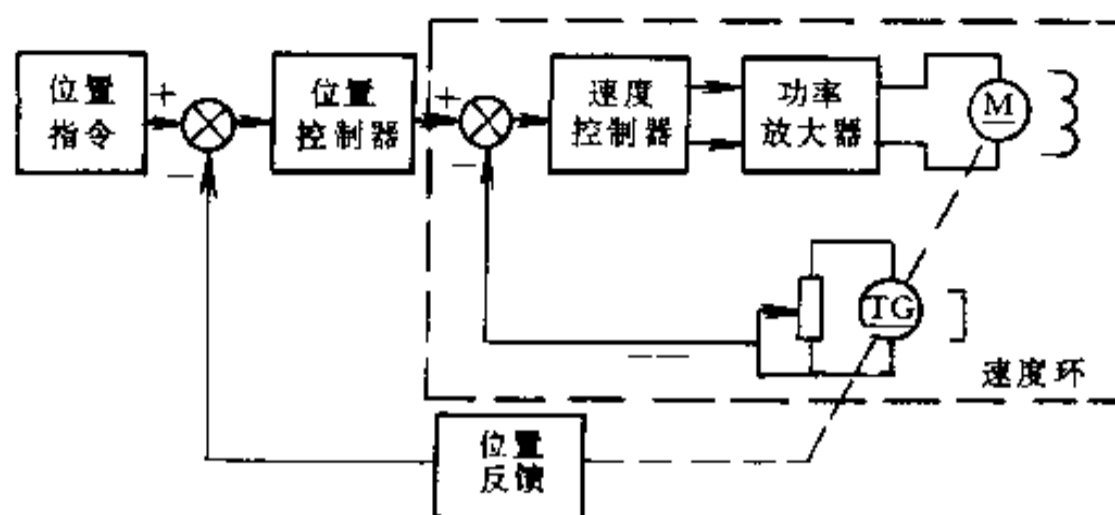 位置
指令
+
−
位置
控制器
+
−
速度
控制器
功率
放大器
M
TG
速度环
位置
反馈